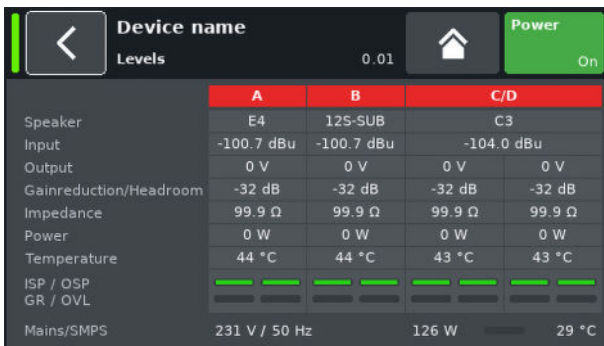 Device name
Levels 0.01
Power
On
A B C/D
Speaker E4 12S-SUB C3
Input -100.7 dBu -100.7 dBu -104.0 dBu
Output 0 V 0 V 0 V 0 V
Gainreduction/Headroom -32 dB -32 dB -32 dB -32 dB
Impedance 99.9 Ω 99.9 Ω 99.9 Ω 99.9 Ω
Power 0 W 0 W 0 W 0 W
Temperature 44 °C 44 °C 43 °C 43 °C
ISP / OSP
GR / OVL
Mains/SMPS 231 V / 50 Hz 126 W 29 °C